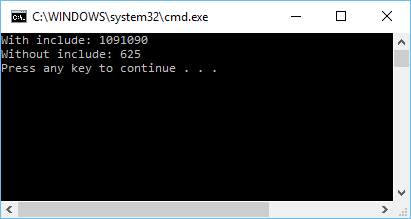 C:\WINDOWS\system32\cmd.exe
With include: 1091090
Without include: 625
Press any key to continue . . .